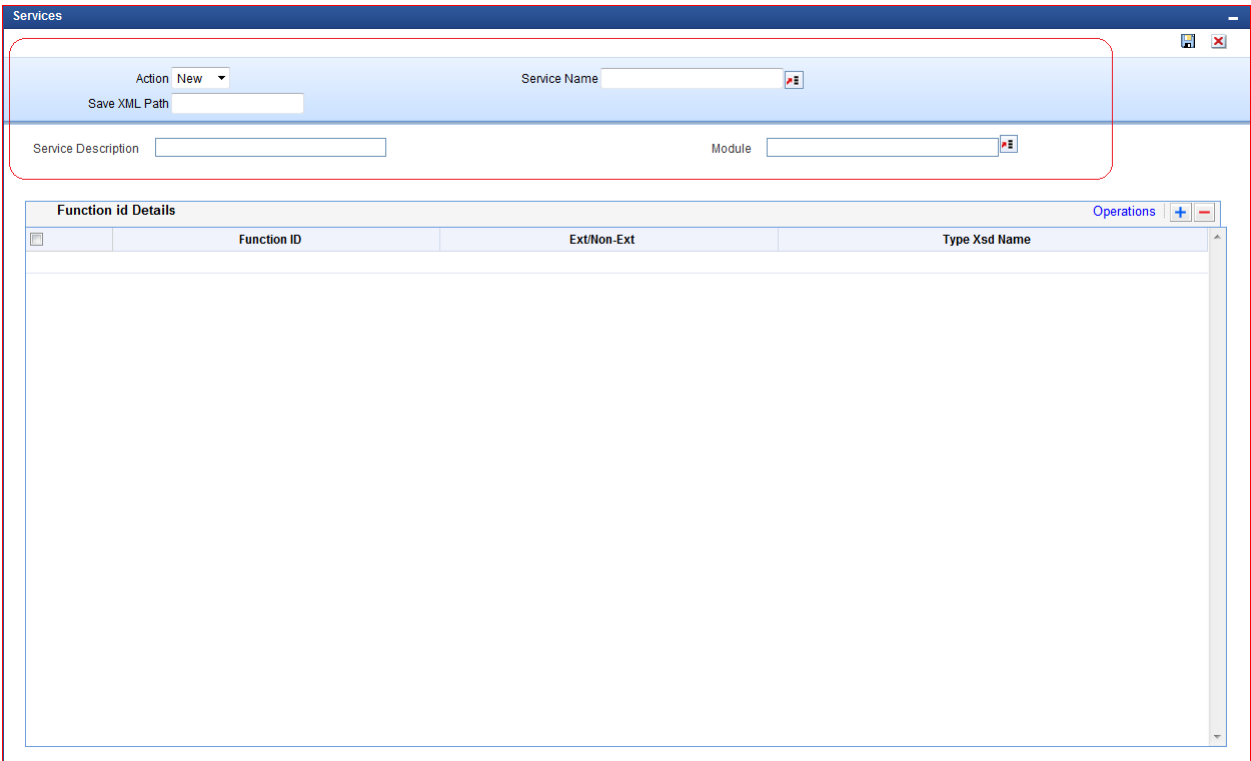 Services
Action New Service Name
Save XML Path
Service Description Module
Function id Details Operations
Function ID Ext/Non-Ext Type Xsd Name